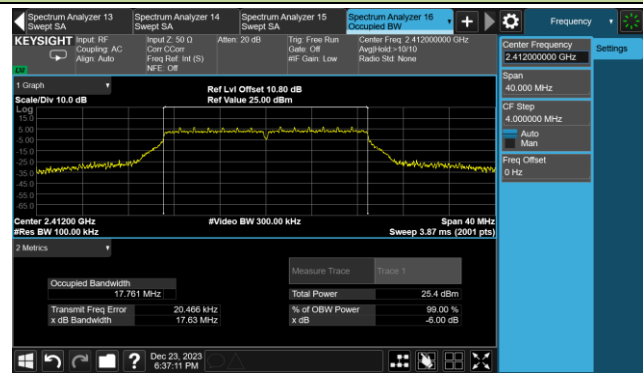 Spectrum Analyzer 13
Swept SA
Spectrum Analyzer 14
Swept SA
Spectrum Analyzer 15
Swept SA
Spectrum Analyzer 16
Occupied BW
+
Frequency
KEYSIGHT
Input: RF
Coupling: AC
Align: Auto
Input Z: 50 Ω
Corr CCorr
Freq Ref: Int (S)
NFE: Off
Atten: 20 dB
Trig: Free Run
Gate: Off
#IF Gain: Low
Center Freq: 2.412000000 GHz
Avg|Hold:>10/10
Radio Std: None
Center Frequency
2.412000000 GHz
Settings
Span
40.000 MHz
CF Step
4.000000 MHz
Auto
Man
Freq Offset
0 Hz
1 Graph
Scale/Div 10.0 dB
Ref Lvl Offset 10.80 dB
Ref Value 25.00 dBm
Log
15.0
5.00
-5.00
-15.0
-25.0
-35.0
-45.0
-55.0
-65.0
Center 2.41200 GHz
#Res BW 100.00 kHz
#Video BW 300.00 kHz
Span 40 MHz
Sweep 3.87 ms (2001 pts)
2 Metrics
Measure Trace
Trace 1
Occupied Bandwidth
17.761 MHz
Total Power
25.4 dBm
Transmit Freq Error
20.466 kHz
% of OBW Power
99.00 %
x dB Bandwidth
17.63 MHz
x dB
-6.00 dB
?
Dec 23, 2023
6:37:11 PM